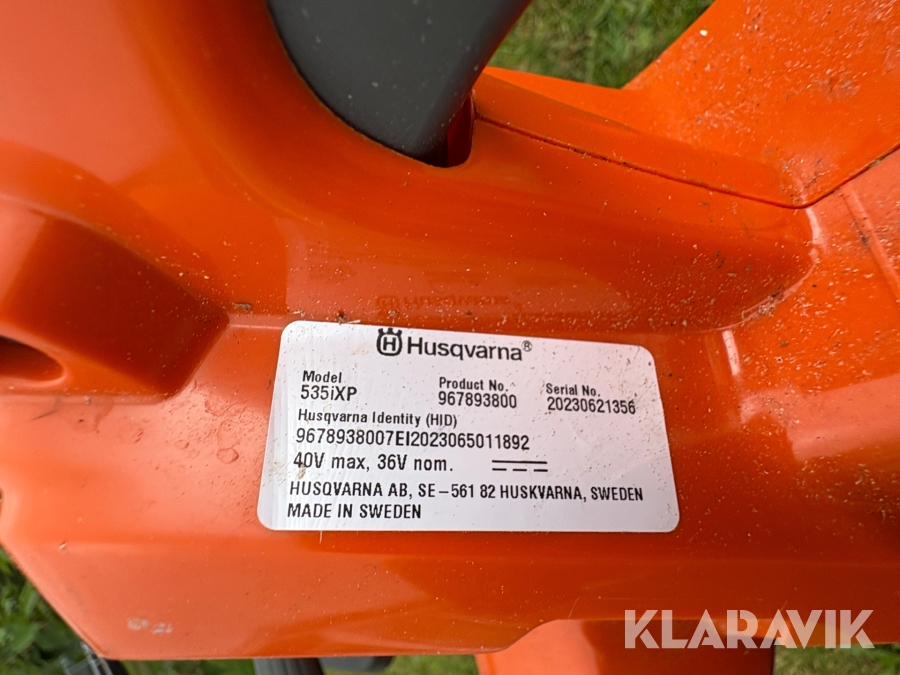 Husqvarna®
Model
535iXP
Product No.
967893800
Serial No.
20230621356
Husqvarna Identity (HID)
9678938007EI2023065011892
40V max, 36V nom.
HUSQVARNA AB, SE-561 82 HUSKVARNA, SWEDEN
MADE IN SWEDEN
KLARAVIK